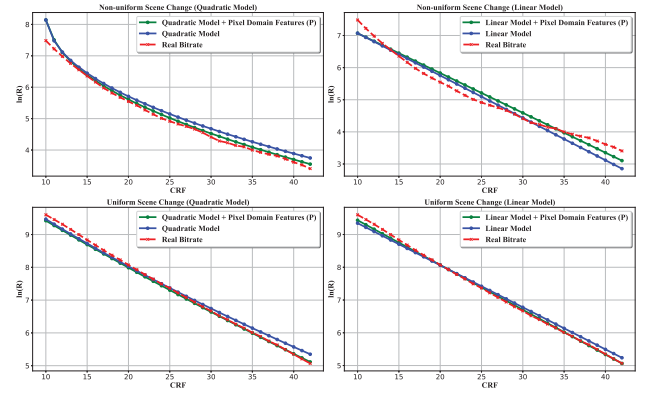 Non-uniform Scene Change (Quadratic Model)
Quadratic Model + Pixel Domain Features (P)
Quadratic Model
Real Bitrate
ln(R)
8
7
6
5
4
10 15 20 25 30 35 40
CRF
Non-uniform Scene Change (Linear Model)
Linear Model + Pixel Domain Features (P)
Linear Model
Real Bitrate
ln(R)
7
6
5
4
3
10 15 20 25 30 35 40
CRF
Uniform Scene Change (Quadratic Model)
Quadratic Model + Pixel Domain Features (P)
Quadratic Model
Real Bitrate
ln(R)
9
8
7
6
5
10 15 20 25 30 35 40
CRF
Uniform Scene Change (Linear Model)
Linear Model + Pixel Domain Features (P)
Linear Model
Real Bitrate
ln(R)
9
8
7
6
5
10 15 20 25 30 35 40
CRF